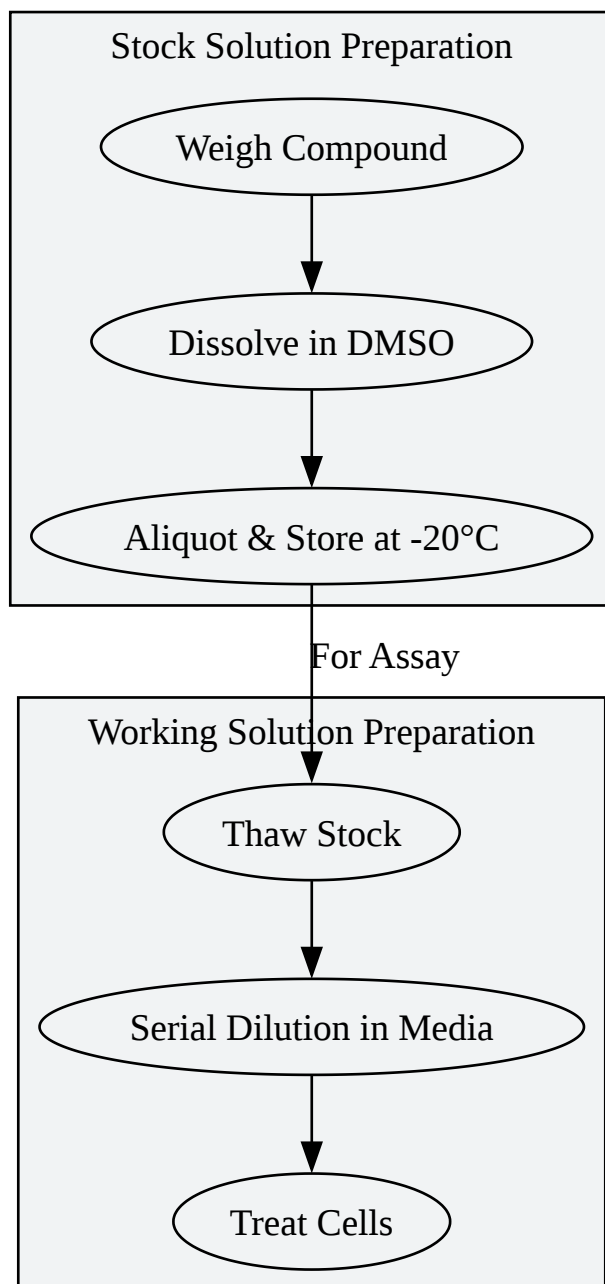 Stock Solution Preparation
Weigh Compound
Dissolve in DMSO
Aliquot & Store at -20°C
For Assay
Working Solution Preparation
Thaw Stock
Serial Dilution in Media
Treat Cells